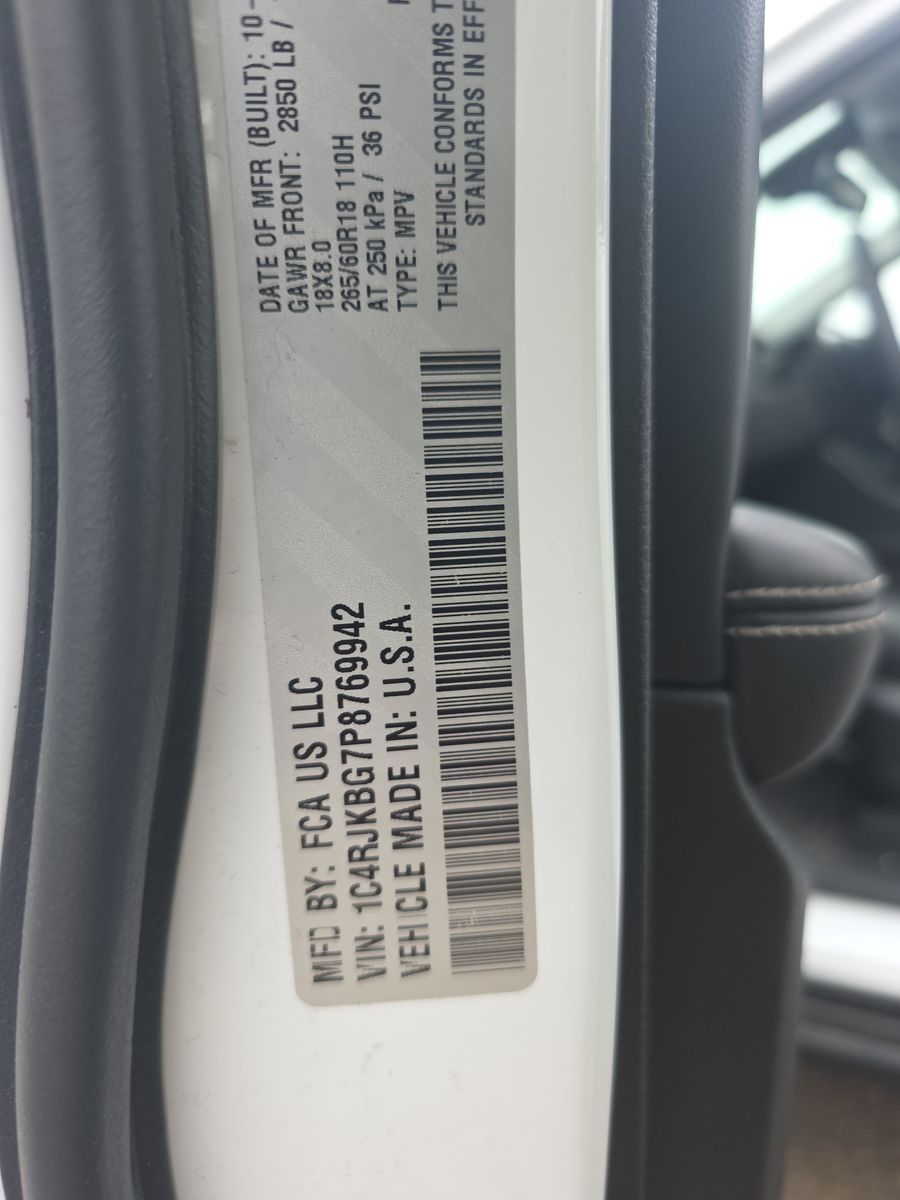 MFD BY: FCA US LLC
VIN: 1C4RJKBG7P8769942
VEHICLE MADE IN: U.S.A.
DATE OF MFR (BUILT): 10-
GAWR FRONT: 2850 LB /
18X8.0
265/60R18 110H
AT 250 kPa / 36 PSI
TYPE: MPV
THIS VEHICLE CONFORMS T
STANDARDS IN EFF